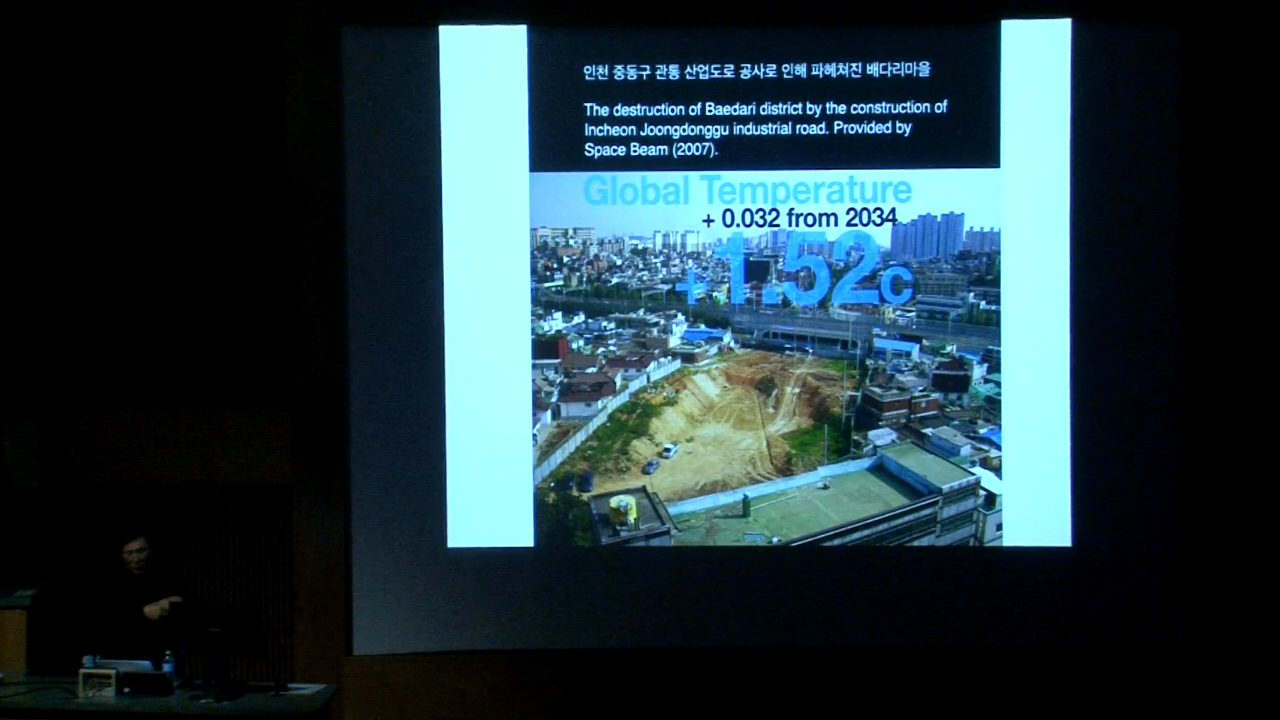 인천 중동구 관통 산업도로 공사로 인해 파헤쳐진 배다리마을
The destruction of Baedari district by the construction of
Incheon Joongdonggu industrial road. Provided by
Space Beam (2007).
Global Temperature
+ 0.032 from 2034
+1.52c